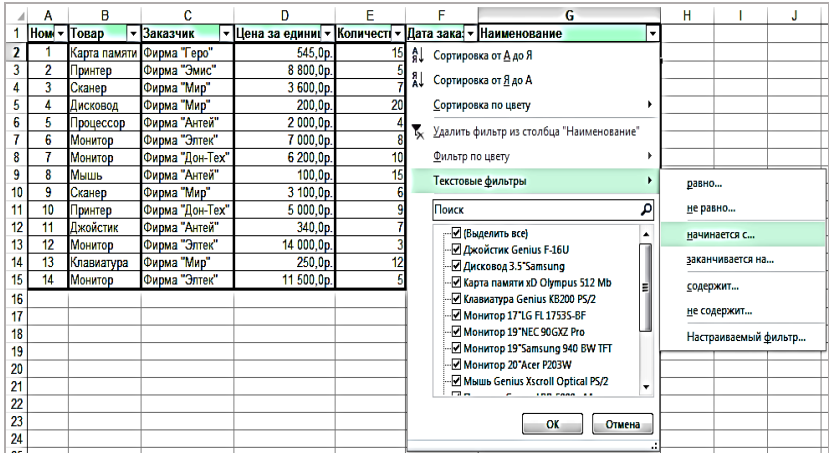 A B C D E F G H I J
1 Ном Товар Заказчик Цена за едини Количест Дата зака: Наименование
2 1 Карта памяти Фирма "Геро" 545,0р. 15
3 2 Принтер Фирма "Эмис" 8 800,0р. 5
4 3 Сканер Фирма "Мир" 3 600,0р. 7
5 4 Дисковод Фирма "Мир" 200,0р. 20
6 5 Процессор Фирма "Антей" 2 000,0р. 4
7 6 Монитор Фирма "Элтек" 7 000,0р. 8
8 7 Монитор Фирма "Дон-Тех" 6 200,0р. 10
9 8 Мышь Фирма "Антей" 100,0р. 15
10 9 Сканер Фирма "Мир" 3 100,0р. 6
11 10 Принтер Фирма "Дон-Тех" 5 000,0р. 9
12 11 Джойстик Фирма "Антей" 340,0р. 7
13 12 Монитор Фирма "Элтек" 14 000,0р. 3
14 13 Клавиатура Фирма "Мир" 250,0р. 12
15 14 Монитор Фирма "Элтек" 11 500,0р. 5
16
17
18
19
20
21
22
23
24
Сортировка от А до Я
Сортировка от Я до А
Сортировка по цвету
Удалить фильтр из столбца "Наименование"
Фильтр по цвету
Текстовые фильтры
Поиск
(Выделить все)
Джойстик Genius F-16U
Дисковод 3.5"Samsung
Карта памяти xD Olympus 512 Mb
Клавиатура Genius KB200 PS/2
Монитор 17"LG FL 1753S-BF
Монитор 19"NEC 90GXZ Pro
Монитор 19"Samsung 940 BW TFT
Монитор 20"Acer P203W
Мышь Genius Xscroll Optical PS/2
ОК Отмена
равно...
не равно...
начинается с...
заканчивается на...
содержит...
не содержит...
Настраиваемый фильтр...